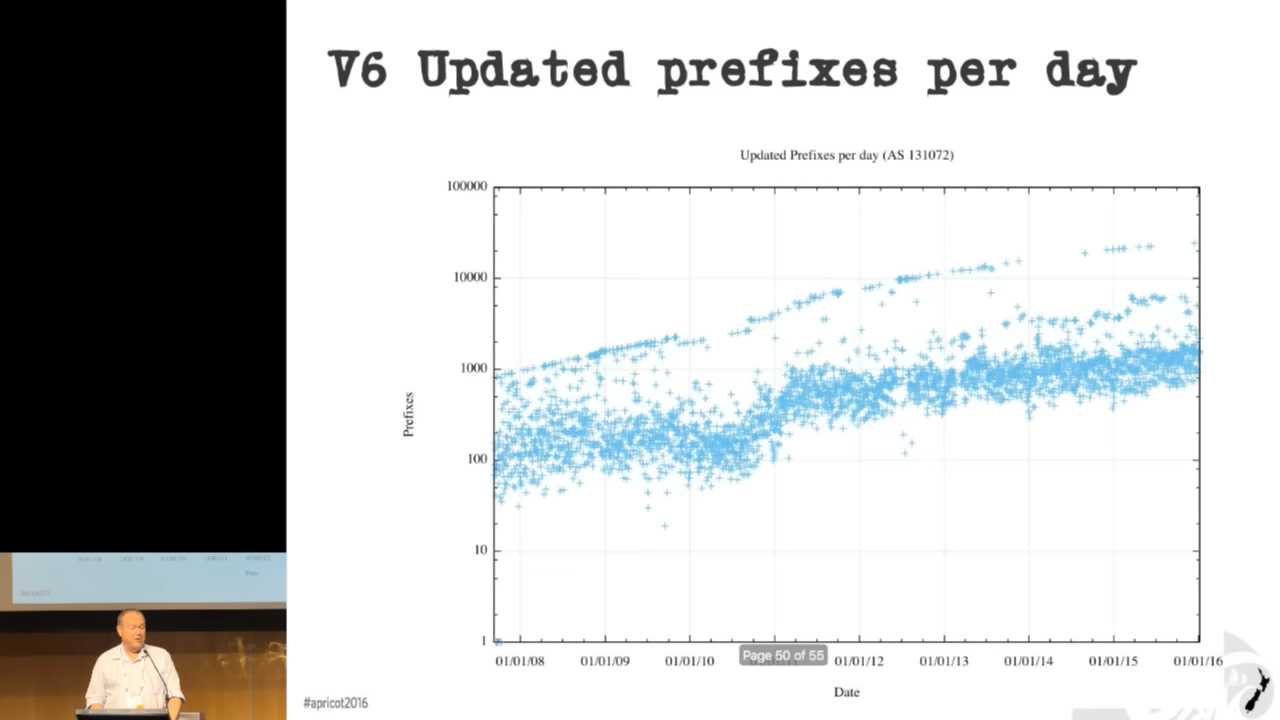 V6 Updated prefixes per day
Updated Prefixes per day (AS 131072)
100000
10000
1000
100
10
1
Prefixes
01/01/08
01/01/09
01/01/10
Page 50 of 55
01/01/12
01/01/13
01/01/14
01/01/15
01/01/16
Date
#apricot2016
Date